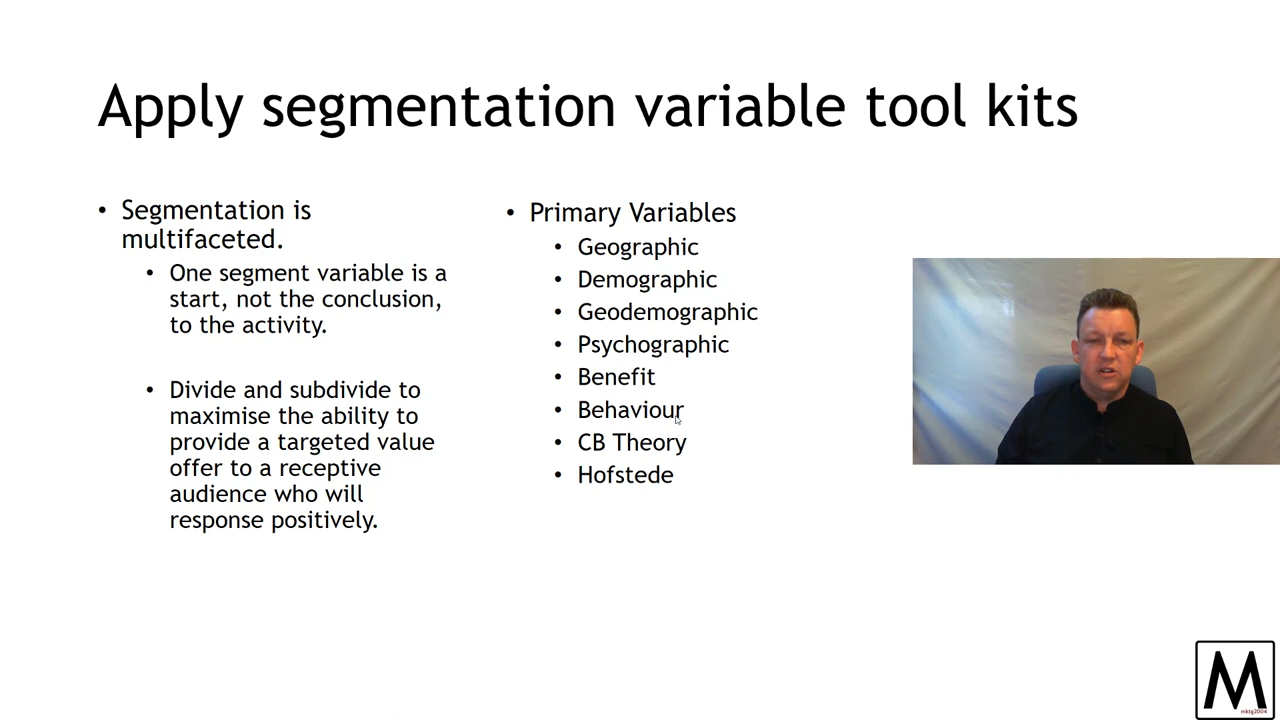 Apply segmentation variable tool kits
• Segmentation is
multifaceted.
• One segment variable is a
start, not the conclusion,
to the activity.
• Divide and subdivide to
maximise the ability to
provide a targeted value
offer to a receptive
audience who will
response positively.
• Primary Variables
• Geographic
• Demographic
• Geodemographic
• Psychographic
• Benefit
• Behaviour
• CB Theory
• Hofstede
M
mktg2004